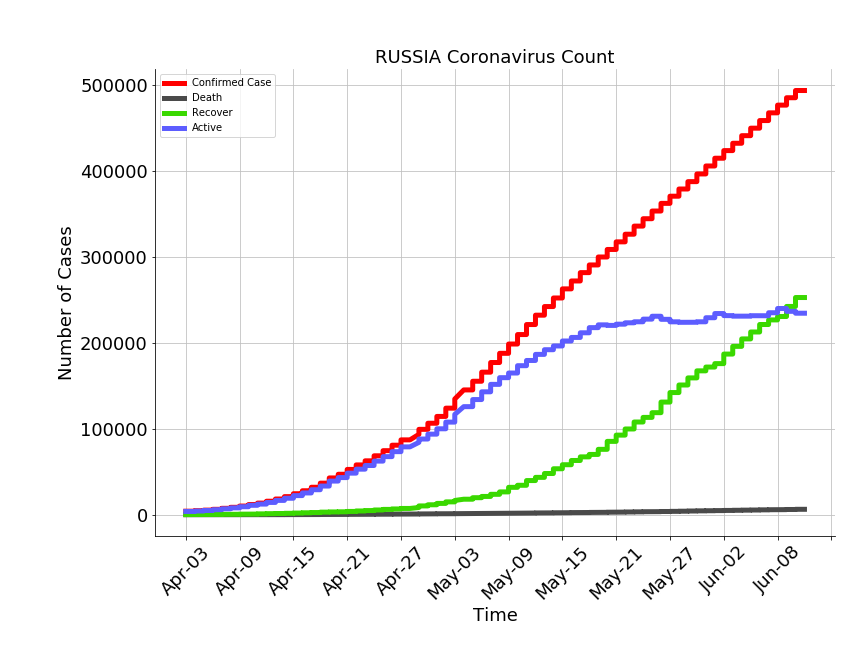 RUSSIA Coronavirus Count
Confirmed Case
Death
Recover
Active
500000
400000
300000
200000
100000
0
Number of Cases
Apr-03
Apr-09
Apr-15
Apr-21
Apr-27
May-03
May-09
May-15
May-21
May-27
Jun-02
Jun-08
Time